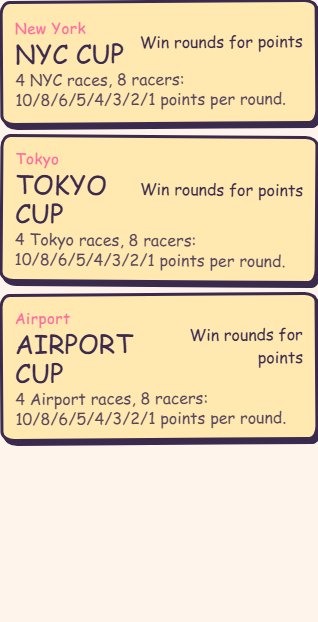 New York
NYC CUP
Win rounds for points
4 NYC races, 8 racers:
10/8/6/5/4/3/2/1 points per round.
Tokyo
TOKYO
CUP
Win rounds for points
4 Tokyo races, 8 racers:
10/8/6/5/4/3/2/1 points per round.
Airport
AIRPORT
CUP
Win rounds for
points
4 Airport races, 8 racers:
10/8/6/5/4/3/2/1 points per round.